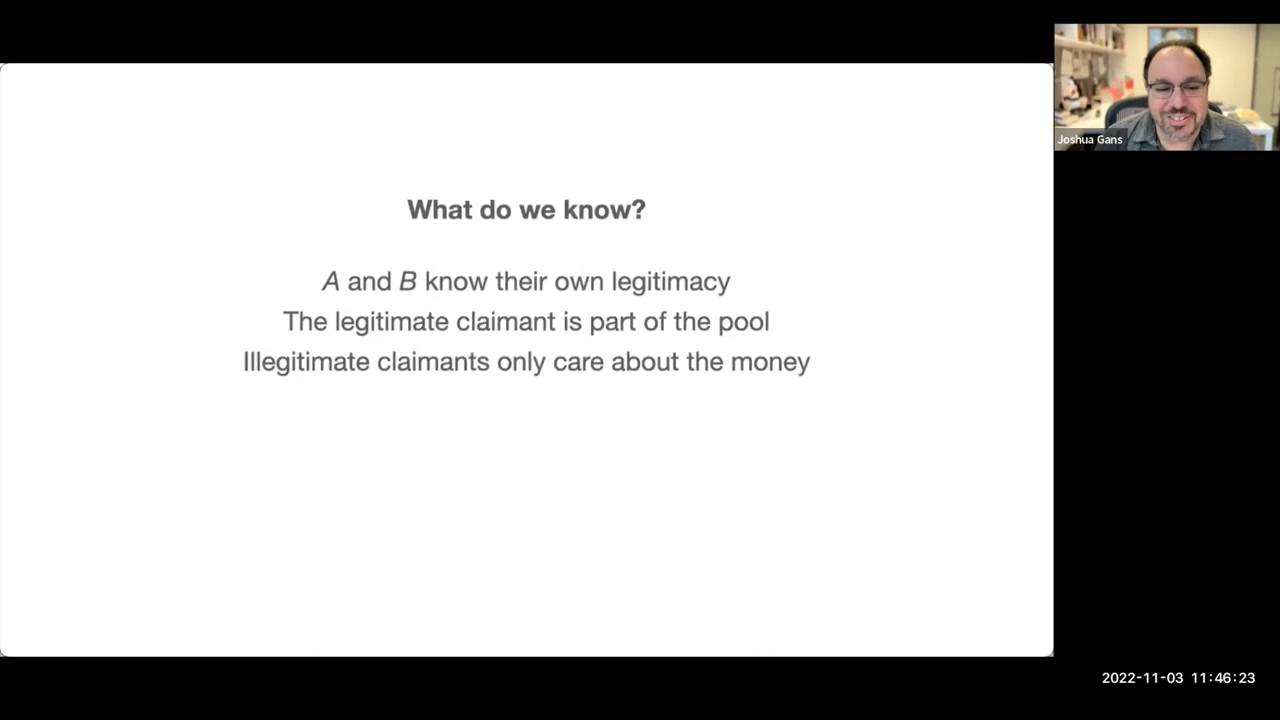 What do we know?
A and B know their own legitimacy
The legitimate claimant is part of the pool
Illegitimate claimants only care about the money
Joshua Gans
2022-11-03 11:46:23